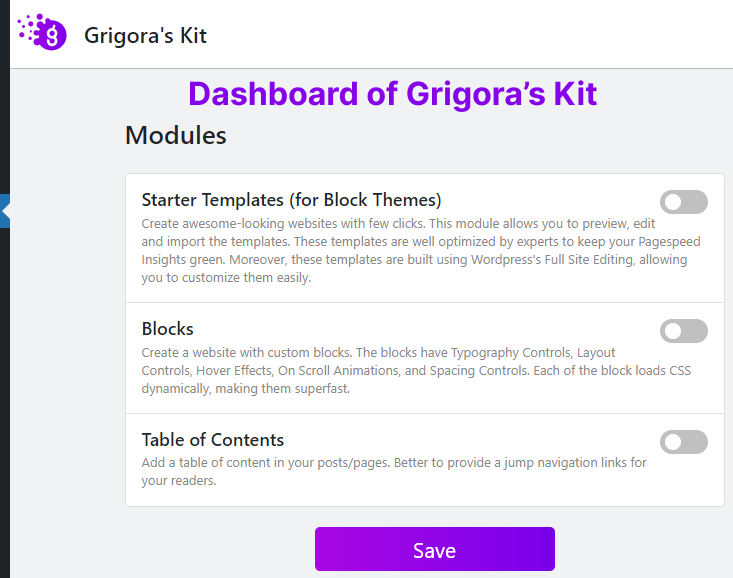 Grigora's Kit
Dashboard of Grigora’s Kit
Modules
Starter Templates (for Block Themes)
Create awesome-looking websites with few clicks. This module allows you to preview, edit
and import the templates. These templates are well optimized by experts to keep your Pagespeed
Insights green. Moreover, these templates are built using Wordpress's Full Site Editing, allowing
you to customize them easily.
Blocks
Create a website with custom blocks. The blocks have Typography Controls, Layout
Controls, Hover Effects, On Scroll Animations, and Spacing Controls. Each of the block loads CSS
dynamically, making them superfast.
Table of Contents
Add a table of content in your posts/pages. Better to provide a jump navigation links for
your readers.
Save